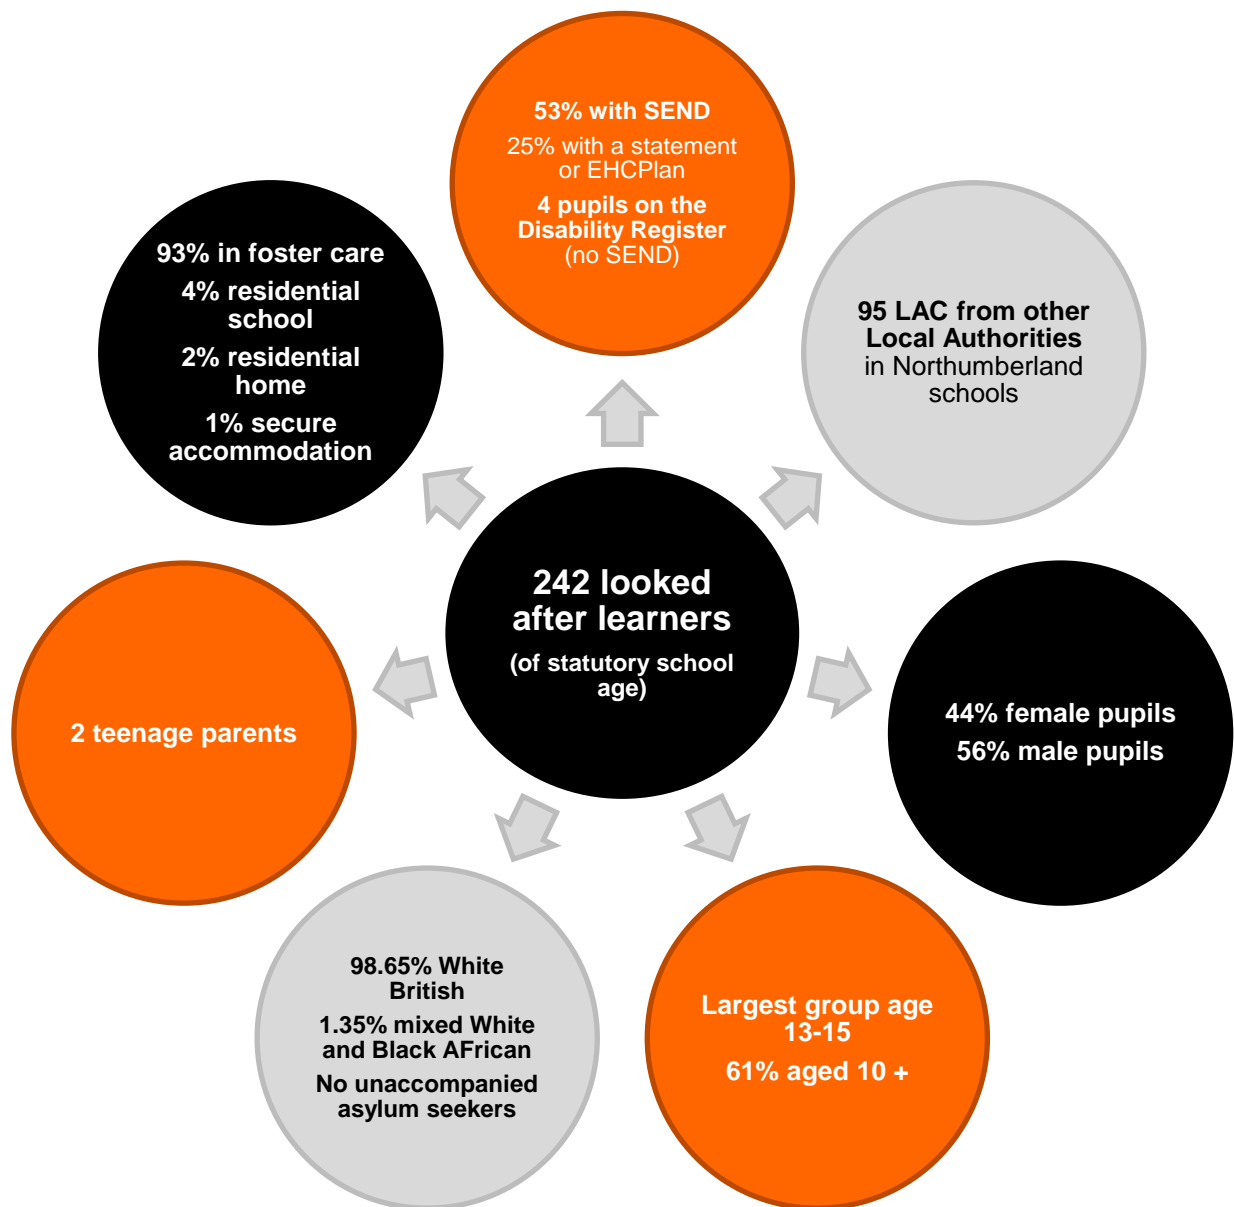 53% with SEND
25% with a statement
or EHCPlan
4 pupils on the
Disability Register
(no SEND)
95 LAC from other
Local Authorities
in Northumberland
schools
44% female pupils
56% male pupils
Largest group age
13-15
61% aged 10 +
98.65% White
British
1.35% mixed White
and Black AFrican
No unaccompanied
asylum seekers
2 teenage parents
93% in foster care
4% residential
school
2% residential
home
1% secure
accommodation
242 looked
after learners
(of statutory school
age)